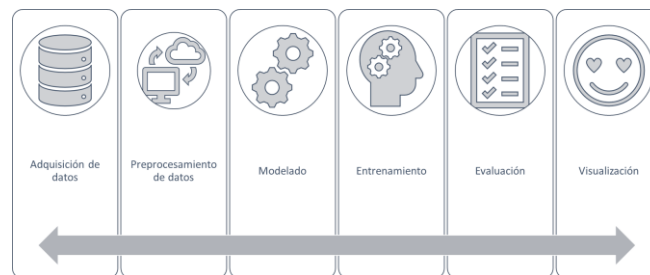 Adquisición de
datos
Preprocesamiento
de datos
Modelado
Entrenamiento
Evaluación
Visualización